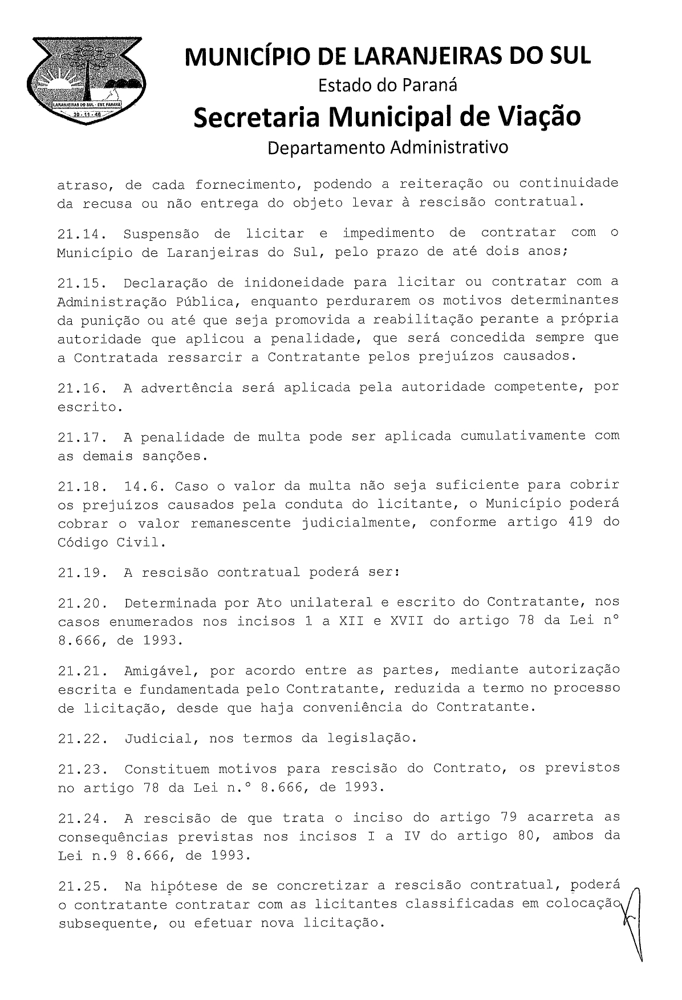 MUNICÍPIO DE LARANJEIRAS DO SUL
Estado do Paraná
Secretaria Municipal de Viação
Departamento Administrativo
LARANJEIRAS DO SUL - EST. PARANÁ
30-11-46
atraso, de cada fornecimento, podendo a reiteração ou continuidade
da recusa ou não entrega do objeto levar à rescisão contratual.
21.14. Suspensão de licitar e impedimento de contratar com o
Município de Laranjeiras do Sul, pelo prazo de até dois anos;
21.15. Declaração de inidoneidade para licitar ou contratar com a
Administração Pública, enquanto perdurarem os motivos determinantes
da punição ou até que seja promovida a reabilitação perante a própria
autoridade que aplicou a penalidade, que será concedida sempre que
a Contratada ressarcir a Contratante pelos prejuízos causados.
21.16. A advertência será aplicada pela autoridade competente, por
escrito.
21.17. A penalidade de multa pode ser aplicada cumulativamente com
as demais sanções.
21.18. 14.6. Caso o valor da multa não seja suficiente para cobrir
os prejuízos causados pela conduta do licitante, o Município poderá
cobrar o valor remanescente judicialmente, conforme artigo 419 do
Código Civil.
21.19. A rescisão contratual poderá ser:
21.20. Determinada por Ato unilateral e escrito do Contratante, nos
casos enumerados nos incisos 1 a XII e XVII do artigo 78 da Lei nº
8.666, de 1993.
21.21. Amigável, por acordo entre as partes, mediante autorização
escrita e fundamentada pelo Contratante, reduzida a termo no processo
de licitação, desde que haja conveniência do Contratante.
21.22. Judicial, nos termos da legislação.
21.23. Constituem motivos para rescisão do Contrato, os previstos
no artigo 78 da Lei n.º 8.666, de 1993.
21.24. A rescisão de que trata o inciso do artigo 79 acarreta as
consequências previstas nos incisos I a IV do artigo 80, ambos da
Lei n.9 8.666, de 1993.
21.25. Na hipótese de se concretizar a rescisão contratual, poderá
o contratante contratar com as licitantes classificadas em colocação
subsequente, ou efetuar nova licitação.